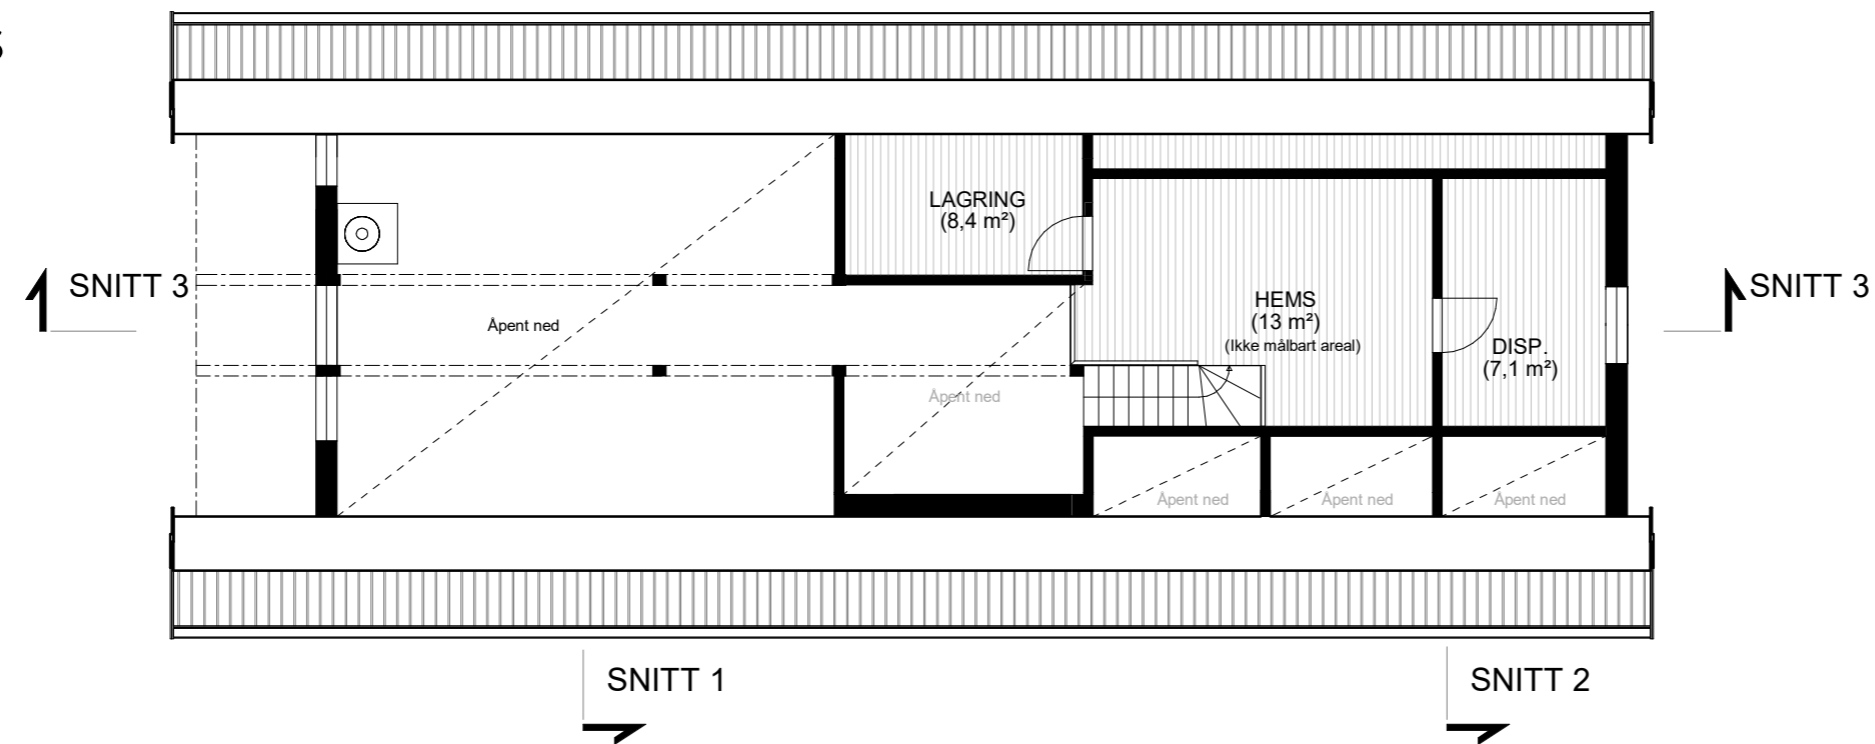 LAGRING
(8,4 m²)
SNITT 3
SNITT 3
HEMS
(13 m²)
(Ikke målbart areal)
Åpent ned
DISP.
(7,1 m²)
Åpent ned
Åpent ned
Åpent ned
Åpent ned
SNITT 1
SNITT 2